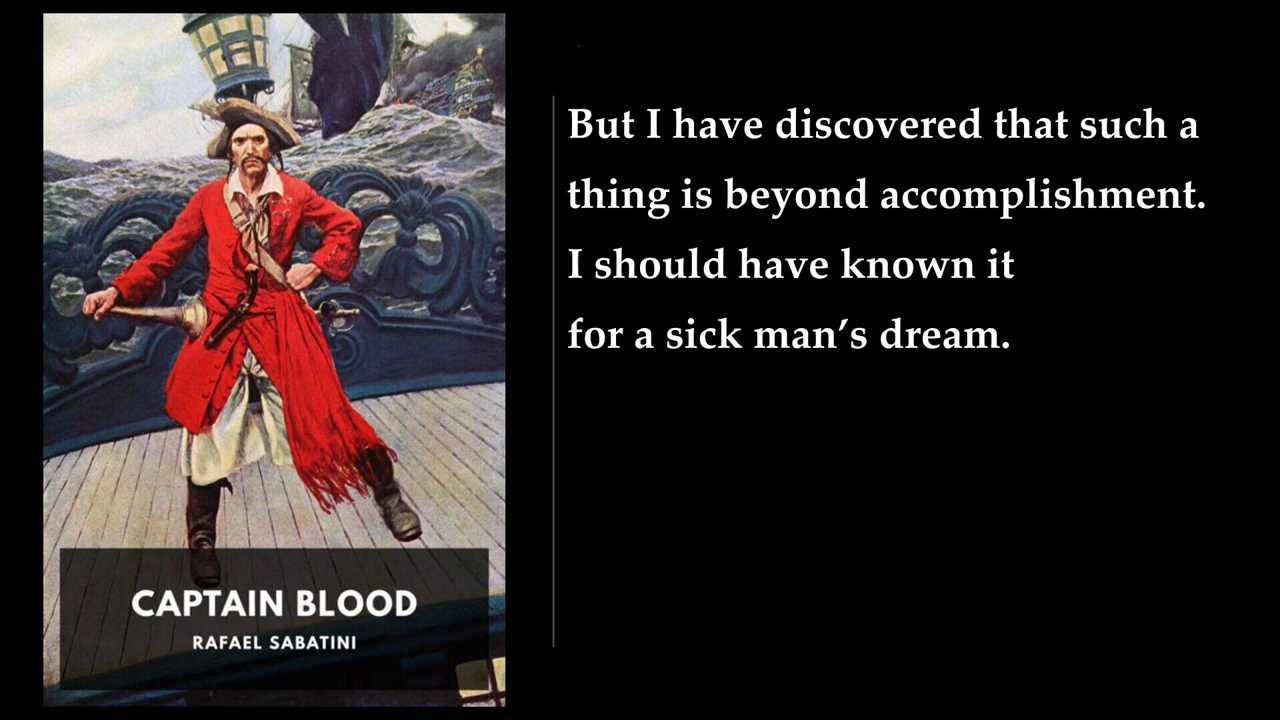 But I have discovered that such a
thing is beyond accomplishment.
I should have known it
for a sick man’s dream.
CAPTAIN BLOOD
RAFAEL SABATINI